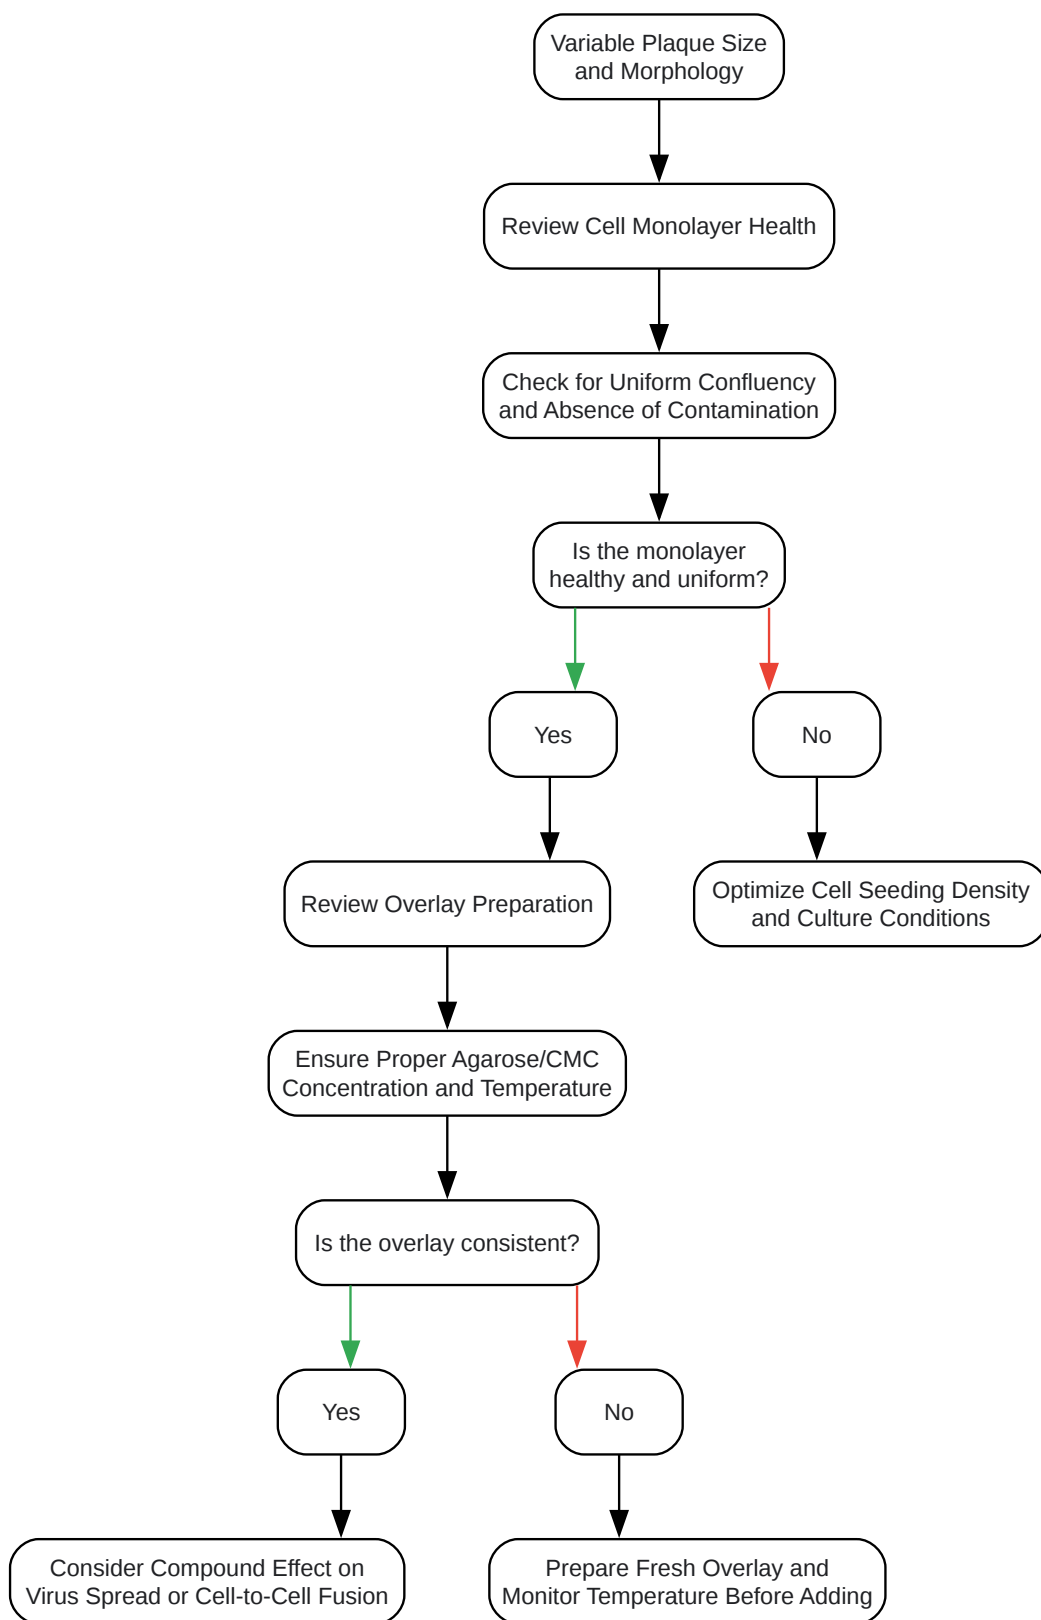 Variable Plaque Size
and Morphology
Review Cell Monolayer Health
Check for Uniform Confluency
and Absence of Contamination
Is the monolayer
healthy and uniform?
Yes
No
Review Overlay Preparation
Optimize Cell Seeding Density
and Culture Conditions
Ensure Proper Agarose/CMC
Concentration and Temperature
Is the overlay consistent?
Yes
No
Consider Compound Effect on
Virus Spread or Cell-to-Cell Fusion
Prepare Fresh Overlay and
Monitor Temperature Before Adding